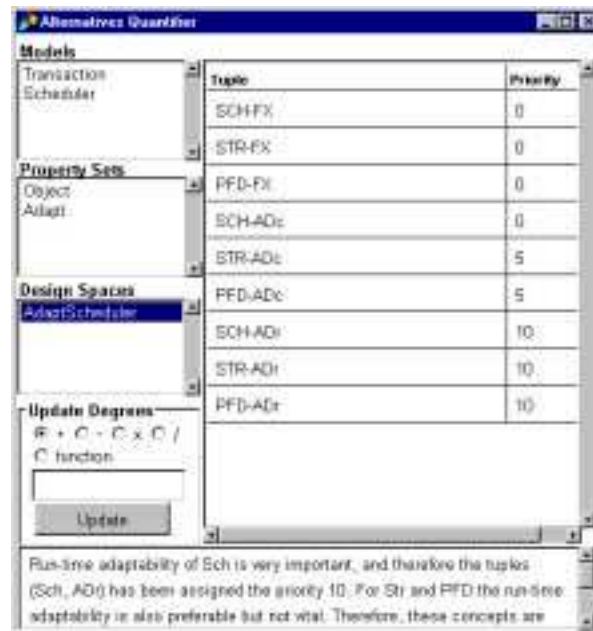 Alternatives Quantifier
Models
Transaction
Scheduler
Property Sets
Object
Adapt
Design Spaces
AdaptScheduler
Update Degrees
+ - x /
function
Update
Tuple Priority
SCH-FX 0
STR-FX 0
PFD-FX 0
SCH-ADc 0
STR-ADc 5
PFD-ADc 5
SCH-ADr 10
STR-ADr 10
PFD-ADr 10
Run-time adaptability of Sch is very important, and therefore the tuples
(Sch, ADr) has been assigned the priority 10. For Str and PFD the run-time
adaptability is also preferable but not vital. Therefore, these concepts are